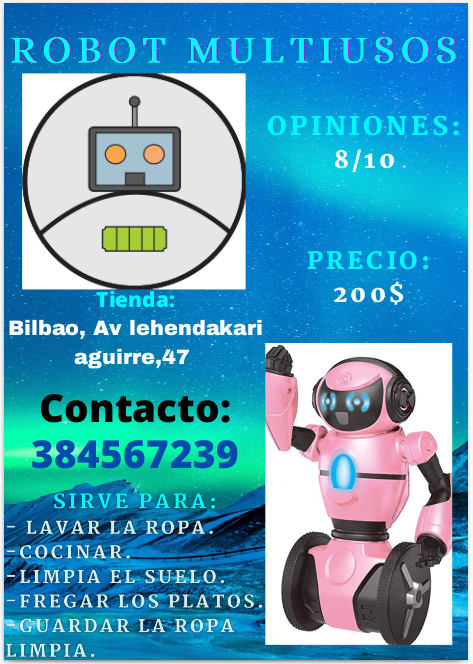 ROBOT MULTIUSOS
OPINIONES:
8/10
PRECIO:
200$
Tienda:
Bilbao, Av lehendakari
aguirre,47
Contacto:
384567239
SIRVE PARA:
- LAVAR LA ROPA.
-COCINAR.
-LIMPIA EL SUELO.
-FREGAR LOS PLATOS.
-GUARDAR LA ROPA
LIMPIA.